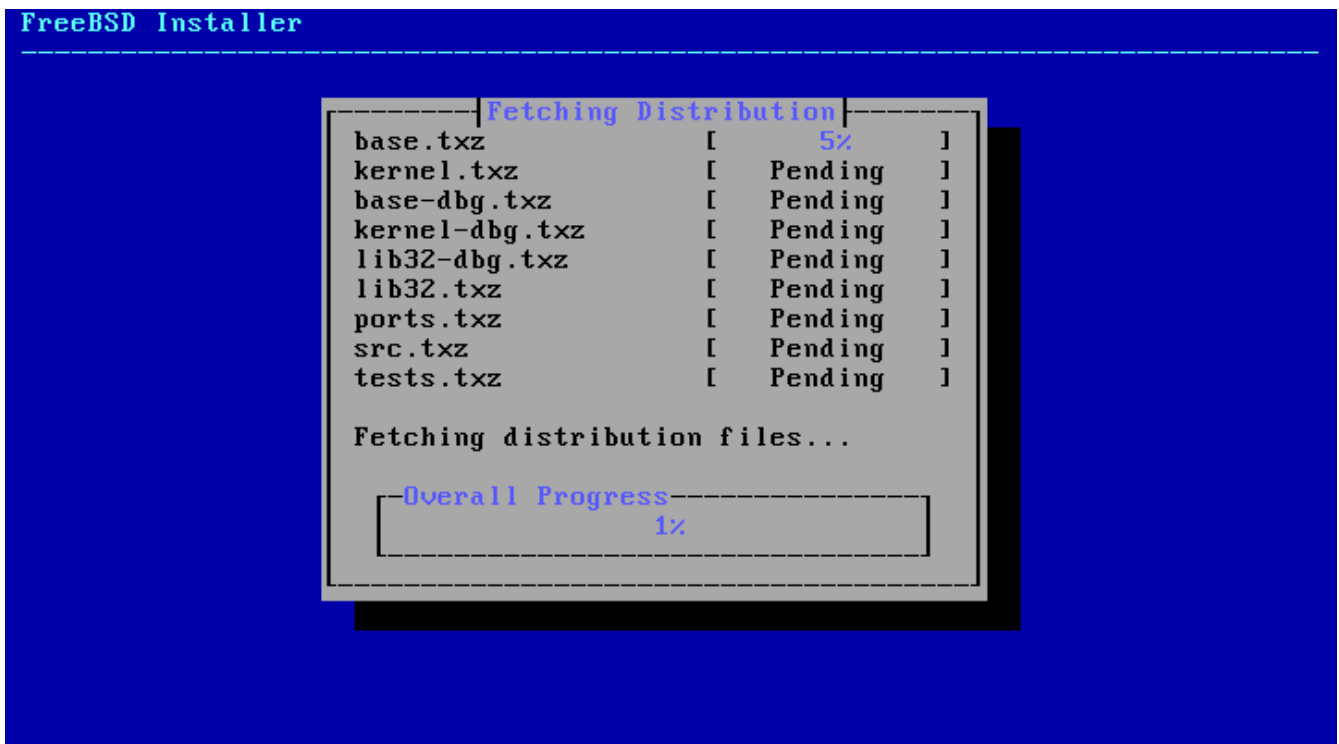 FreeBSD Installer
Fetching Distribution
base.txz [ 5% ]
kernel.txz [ Pending ]
base-dbg.txz [ Pending ]
kernel-dbg.txz [ Pending ]
lib32-dbg.txz [ Pending ]
lib32.txz [ Pending ]
ports.txz [ Pending ]
src.txz [ Pending ]
tests.txz [ Pending ]
Fetching distribution files...
Overall Progress
1%